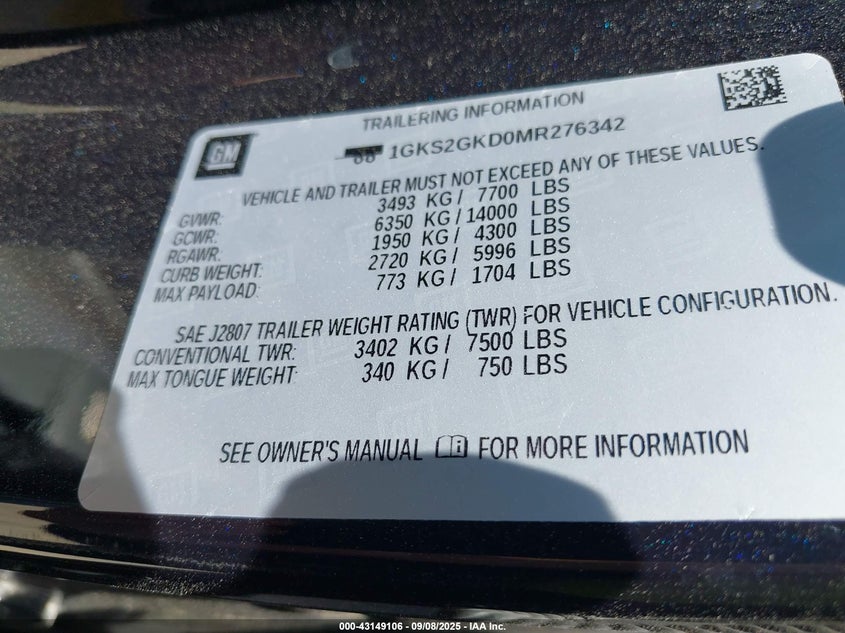 TRAILERING INFORMATION
GM
1GKS2GKD0MR276342
VEHICLE AND TRAILER MUST NOT EXCEED ANY OF THESE VALUES.
GVWR: 3493 KG / 7700 LBS
GCWR: 6350 KG / 14000 LBS
RGAWR: 1950 KG / 4300 LBS
CURB WEIGHT: 2720 KG / 5996 LBS
MAX PAYLOAD: 773 KG / 1704 LBS
SAE J2807 TRAILER WEIGHT RATING (TWR) FOR VEHICLE CONFIGURATION.
CONVENTIONAL TWR: 3402 KG / 7500 LBS
MAX TONGUE WEIGHT: 340 KG / 750 LBS
SEE OWNER'S MANUAL FOR MORE INFORMATION
000-43149106 - 09/08/2025 - IAA Inc.